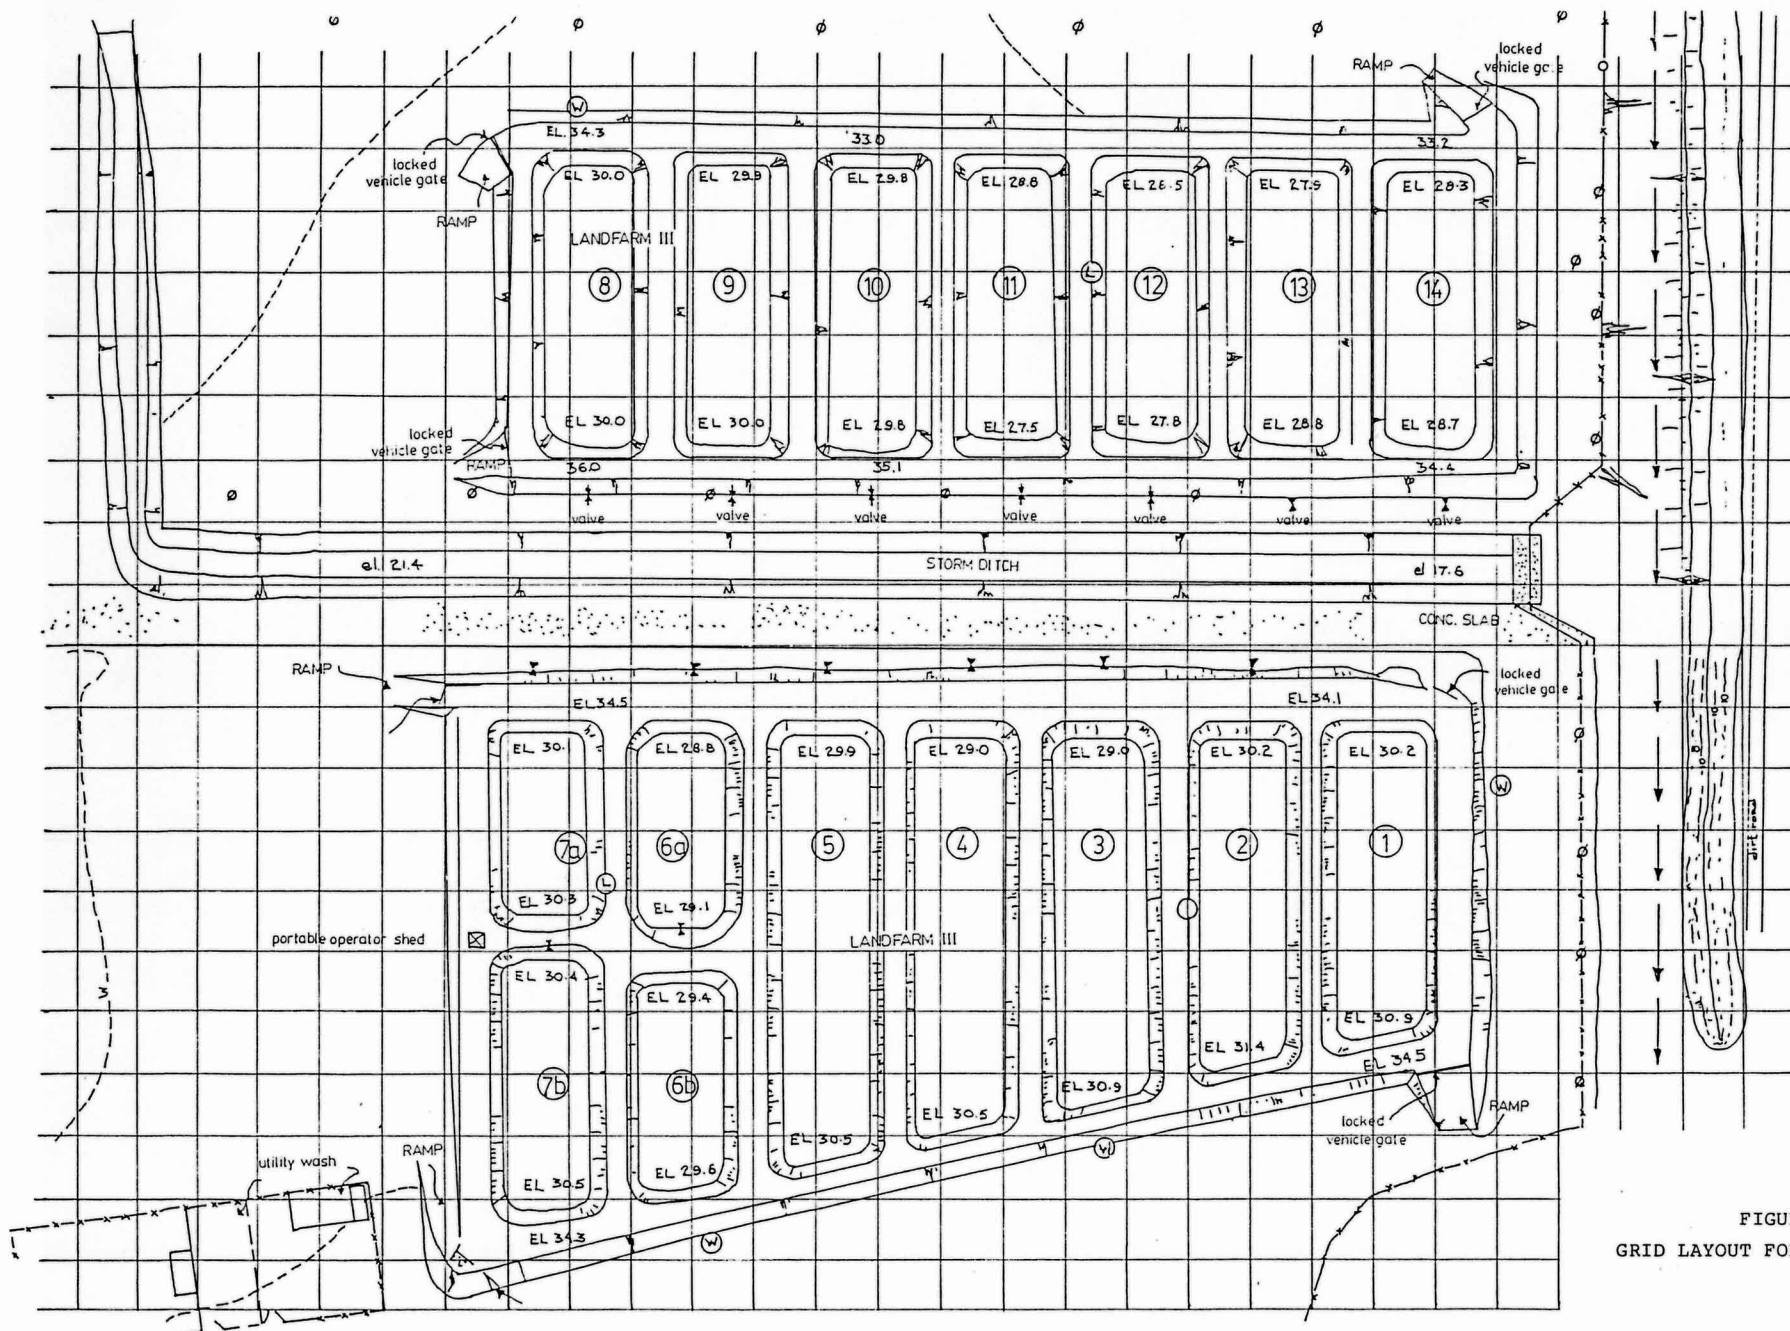 locked
vehicle gate
RAMP
locked
vehicle gate
RAMP
W
EL. 34.3
33.0
33.2
EL 30.0
EL 29.9
EL 29.8
EL 28.8
EL 28.5
EL 27.9
EL 28.3
LANDFARM III
8
9
10
11
L
12
13
14
EL 30.0
EL 30.0
EL 29.8
EL 27.5
EL 27.8
EL 28.8
EL 28.7
locked
vehicle gate
RAMP
36.0
35.1
34.4
valve
valve
valve
valve
valve
valve
valve
el. 21.4
STORM DITCH
el 17.6
CONC. SLAB
RAMP
locked
vehicle gate
EL 34.5
EL 34.1
EL 30.1
EL 28.8
EL 29.9
EL 29.0
EL 29.0
EL 30.2
EL 30.2
W
7a
6a
5
4
3
2
1
dirt road
L
EL 30.3
EL 29.1
portable operator shed
LANDFARM III
EL 30.4
EL 29.4
EL 30.9
EL 31.4
EL 34.5
7b
6b
EL 30.9
EL 30.5
EL 30.5
RAMP
locked
vehicle gate
W
RAMP
utility wash
EL 30.5
EL 29.6
EL 34.3
W
FIGU
GRID LAYOUT FO